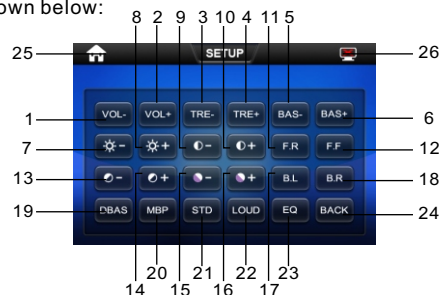 own below:
8 9 3 10 4 11 5
2
25 SETUP 26
VOL- VOL+ TRE- TRE+ BAS- BAS+
1 6
7 - + - + F.R F.F 12
13 - + - + B.L B.R 18
19 DBAS MBP STD LOUD EQ BACK 24
20 21 22 23
14 15 16 17